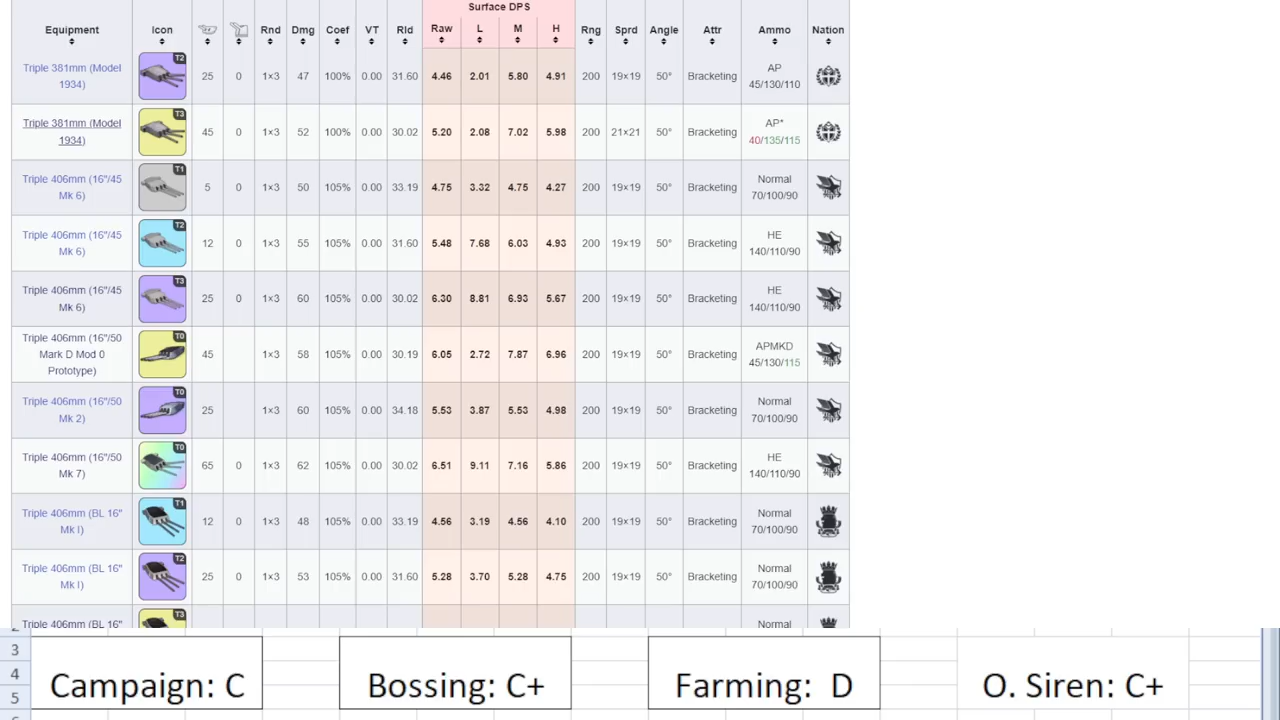 Surface DPS
Equipment Icon Rnd Dmg Coef VT Rld Raw L M H Rng Sprd Angle Attr Ammo Nation
Triple 381mm (Model 1934) T2 25 0 1×3 47 100% 0.00 31.60 4.46 2.01 5.80 4.91 200 19×19 50° Bracketing AP 45/130/110
Triple 381mm (Model 1934) T3 45 0 1×3 52 100% 0.00 30.02 5.20 2.08 7.02 5.98 200 21×21 50° Bracketing AP* 40/135/115
Triple 406mm (16"/45 Mk 6) T1 5 0 1×3 50 105% 0.00 33.19 4.75 3.32 4.75 4.27 200 19×19 50° Bracketing Normal 70/100/90
Triple 406mm (16"/45 Mk 6) T2 12 0 1×3 55 105% 0.00 31.60 5.48 7.68 6.03 4.93 200 19×19 50° Bracketing HE 140/110/90
Triple 406mm (16"/45 Mk 6) T3 25 0 1×3 60 105% 0.00 30.02 6.30 8.81 6.93 5.67 200 19×19 50° Bracketing HE 140/110/90
Triple 406mm (16"/50 Mark D Mod 0 Prototype) T0 45 1×3 58 105% 0.00 30.19 6.05 2.72 7.87 6.96 200 19×19 50° Bracketing APMKD 45/130/115
Triple 406mm (16"/50 Mk 2) T0 25 1×3 60 105% 0.00 34.18 5.53 3.87 5.53 4.98 200 19×19 50° Bracketing Normal 70/100/90
Triple 406mm (16"/50 Mk 7) T0 65 0 1×3 62 105% 0.00 30.02 6.51 9.11 7.16 5.86 200 19×19 50° Bracketing HE 140/110/90
Triple 406mm (BL 16" Mk I) T1 12 0 1×3 48 105% 0.00 33.19 4.56 3.19 4.56 4.10 200 19×19 50° Bracketing Normal 70/100/90
Triple 406mm (BL 16" Mk I) T2 25 0 1×3 53 105% 0.00 31.60 5.28 3.70 5.28 4.75 200 19×19 50° Bracketing Normal 70/100/90
Triple 406mm (BL 16" T3 Normal
3
4
5
Campaign: C Bossing: C+ Farming: D O. Siren: C+